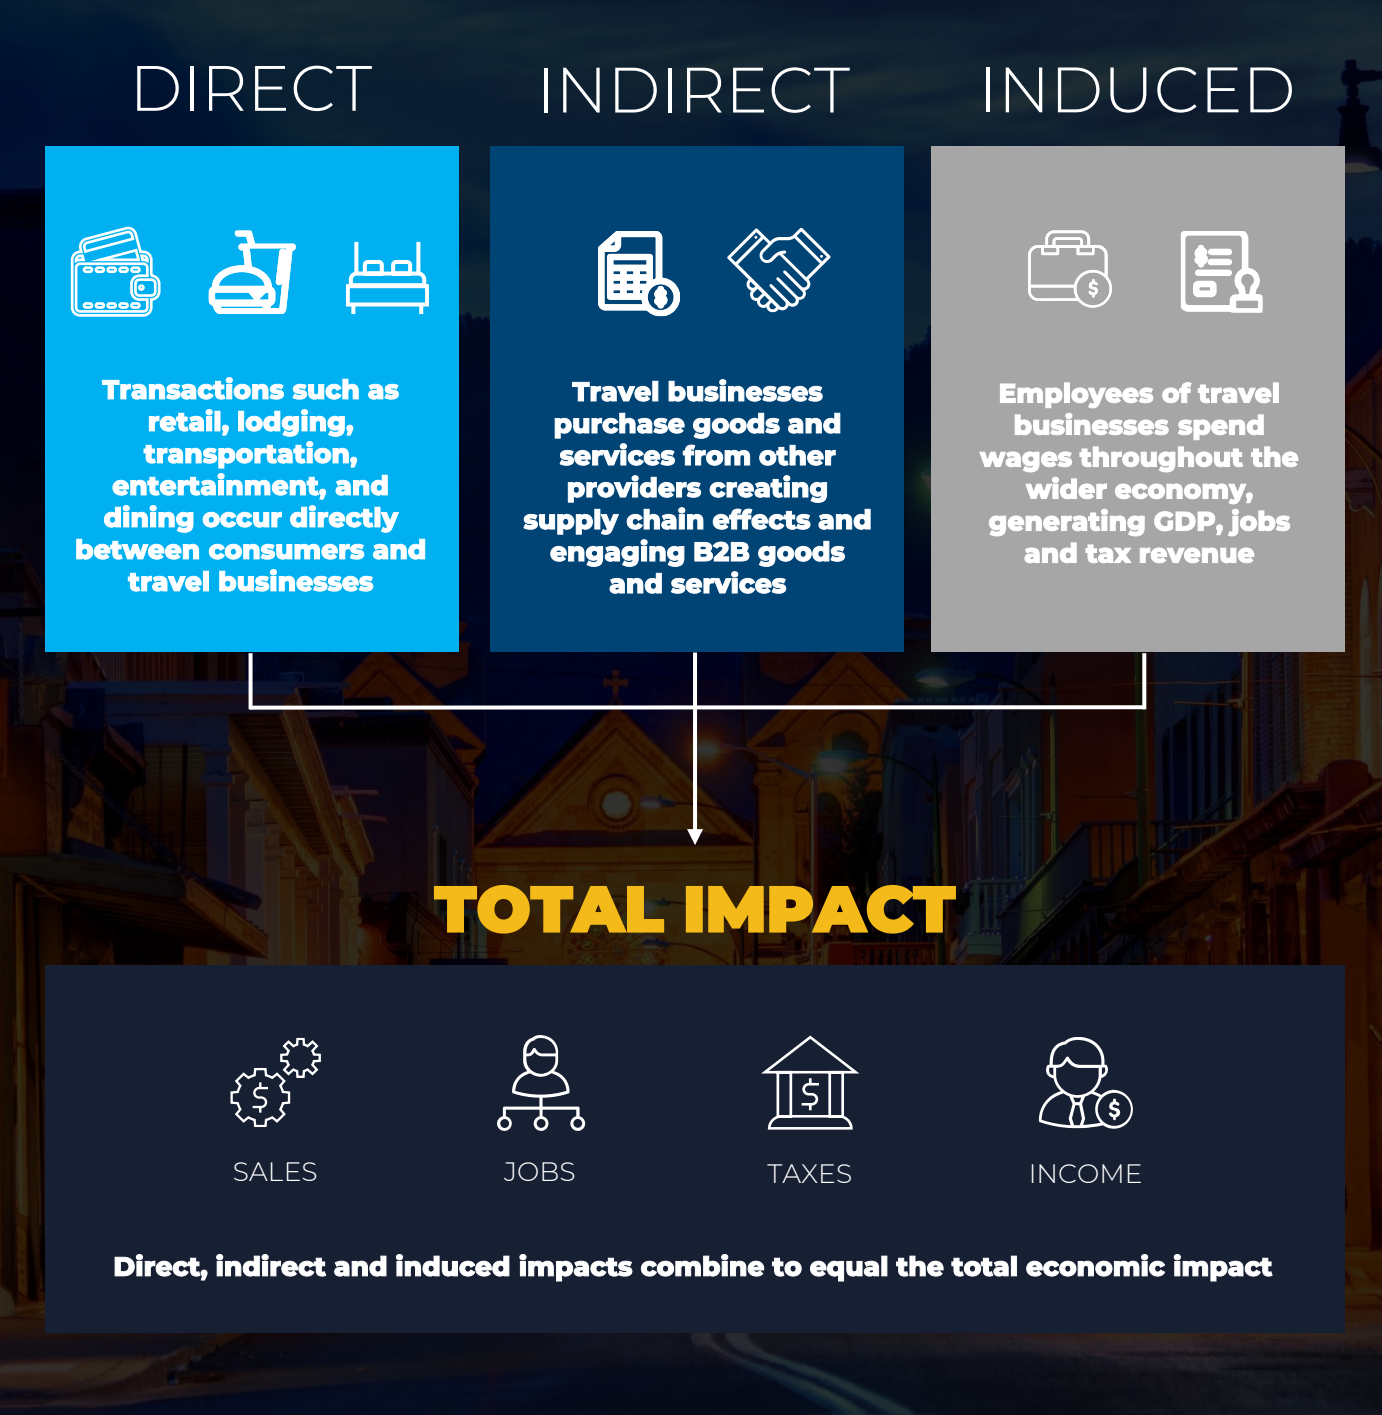 DIRECT
Transactions such as
retail, lodging,
transportation,
entertainment, and
dining occur directly
between consumers and
travel businesses
INDIRECT
Travel businesses
purchase goods and
services from other
providers creating
supply chain effects and
engaging B2B goods
and services
INDUCED
$
Employees of travel
businesses spend
wages throughout the
wider economy,
generating GDP, jobs
and tax revenue
TOTAL IMPACT
$
SALES
JOBS
$
TAXES
$
INCOME
Direct, indirect and induced impacts combine to equal the total economic impact